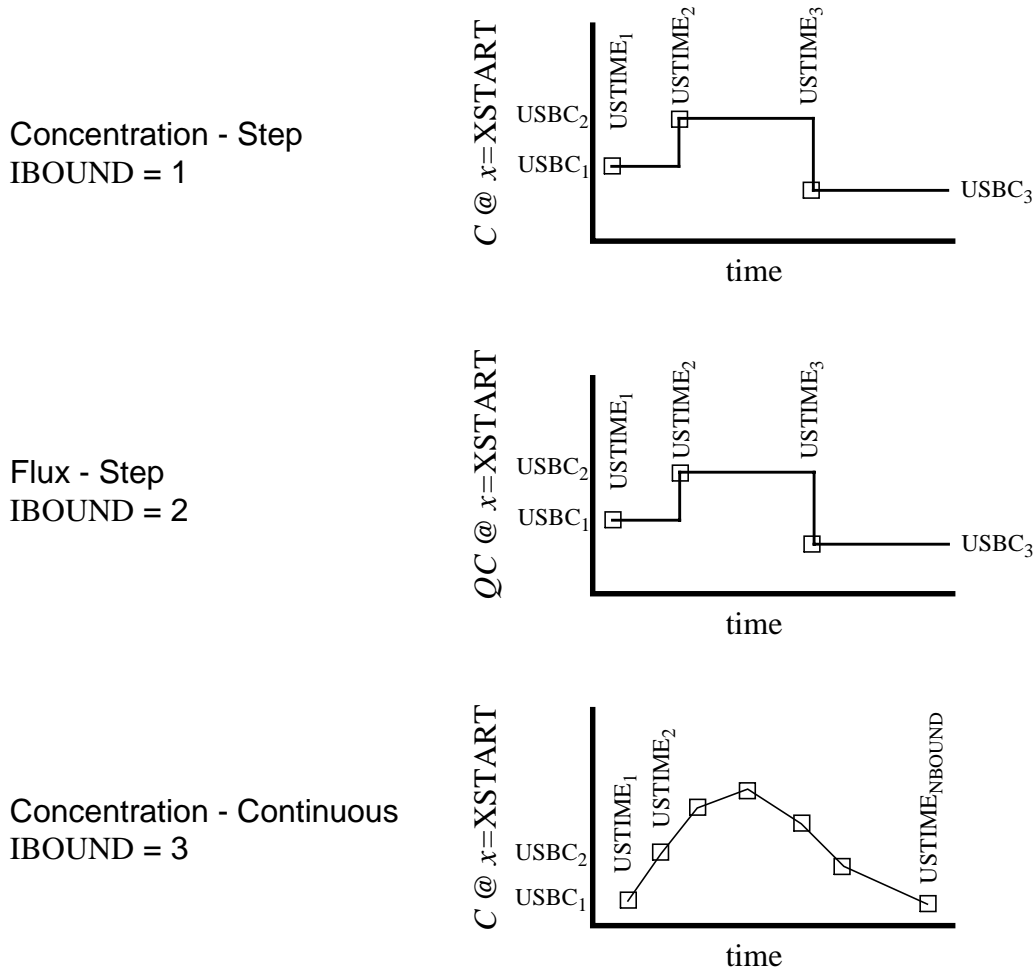 Concentration - Step
IBOUND = 1
C @ x=XSTART
USBC₂
USBC₁
USTIME₁
USTIME₂
USTIME₃
USBC₃
time
Flux - Step
IBOUND = 2
QC @ x=XSTART
USBC₂
USBC₁
USTIME₁
USTIME₂
USTIME₃
USBC₃
time
Concentration - Continuous
IBOUND = 3
C @ x=XSTART
USBC₂
USBC₁
USTIME₁
USTIME₂
USTIME_NBOUND
time